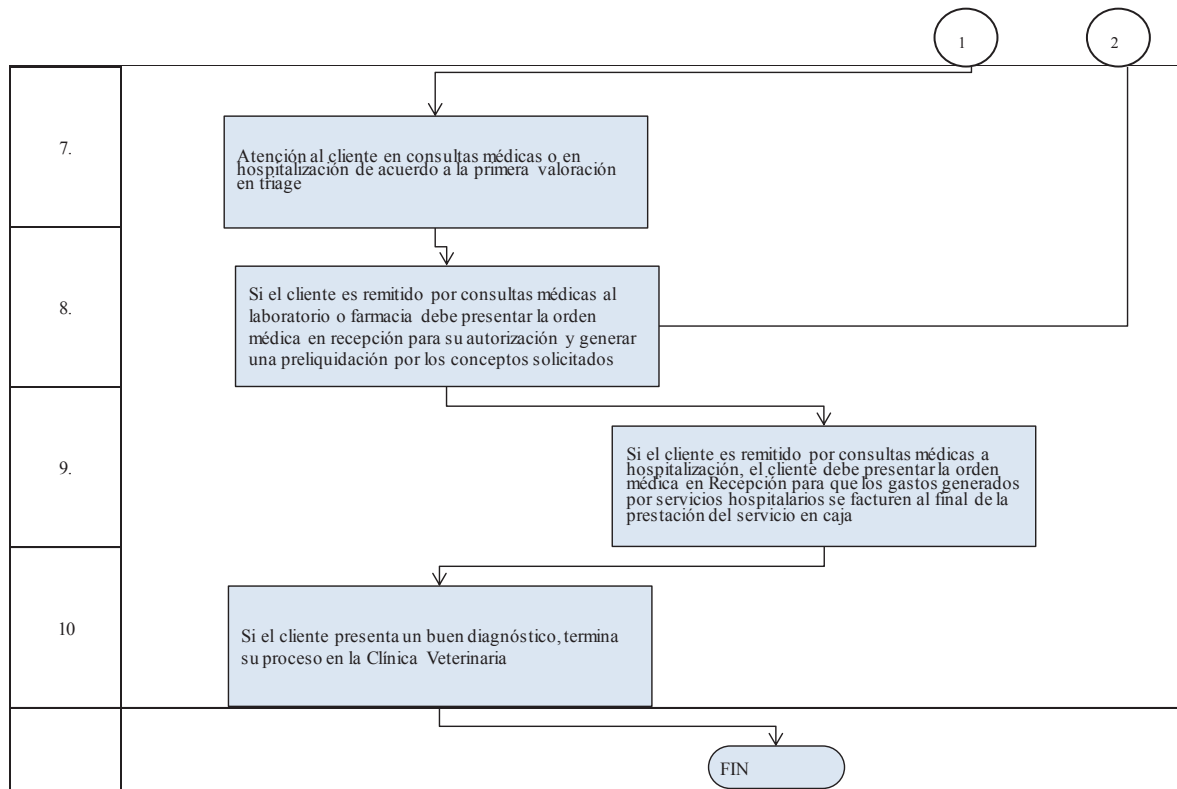 1
2
7.
Atención al cliente en consultas médicas o en
hospitalización de acuerdo a la primera valoración
en triage
8.
Si el cliente es remitido por consultas médicas al
laboratorio o farmacia debe presentar la orden
médica en recepción para su autorización y generar
una preliquidación por los conceptos solicitados
9.
Si el cliente es remitido por consultas médicas a
hospitalización, el cliente debe presentar la orden
médica en Recepción para que los gastos generados
por servicios hospitalarios se facturen al final de la
prestación del servicio en caja
10
Si el cliente presenta un buen diagnóstico, termina
su proceso en la Clínica Veterinaria
FIN